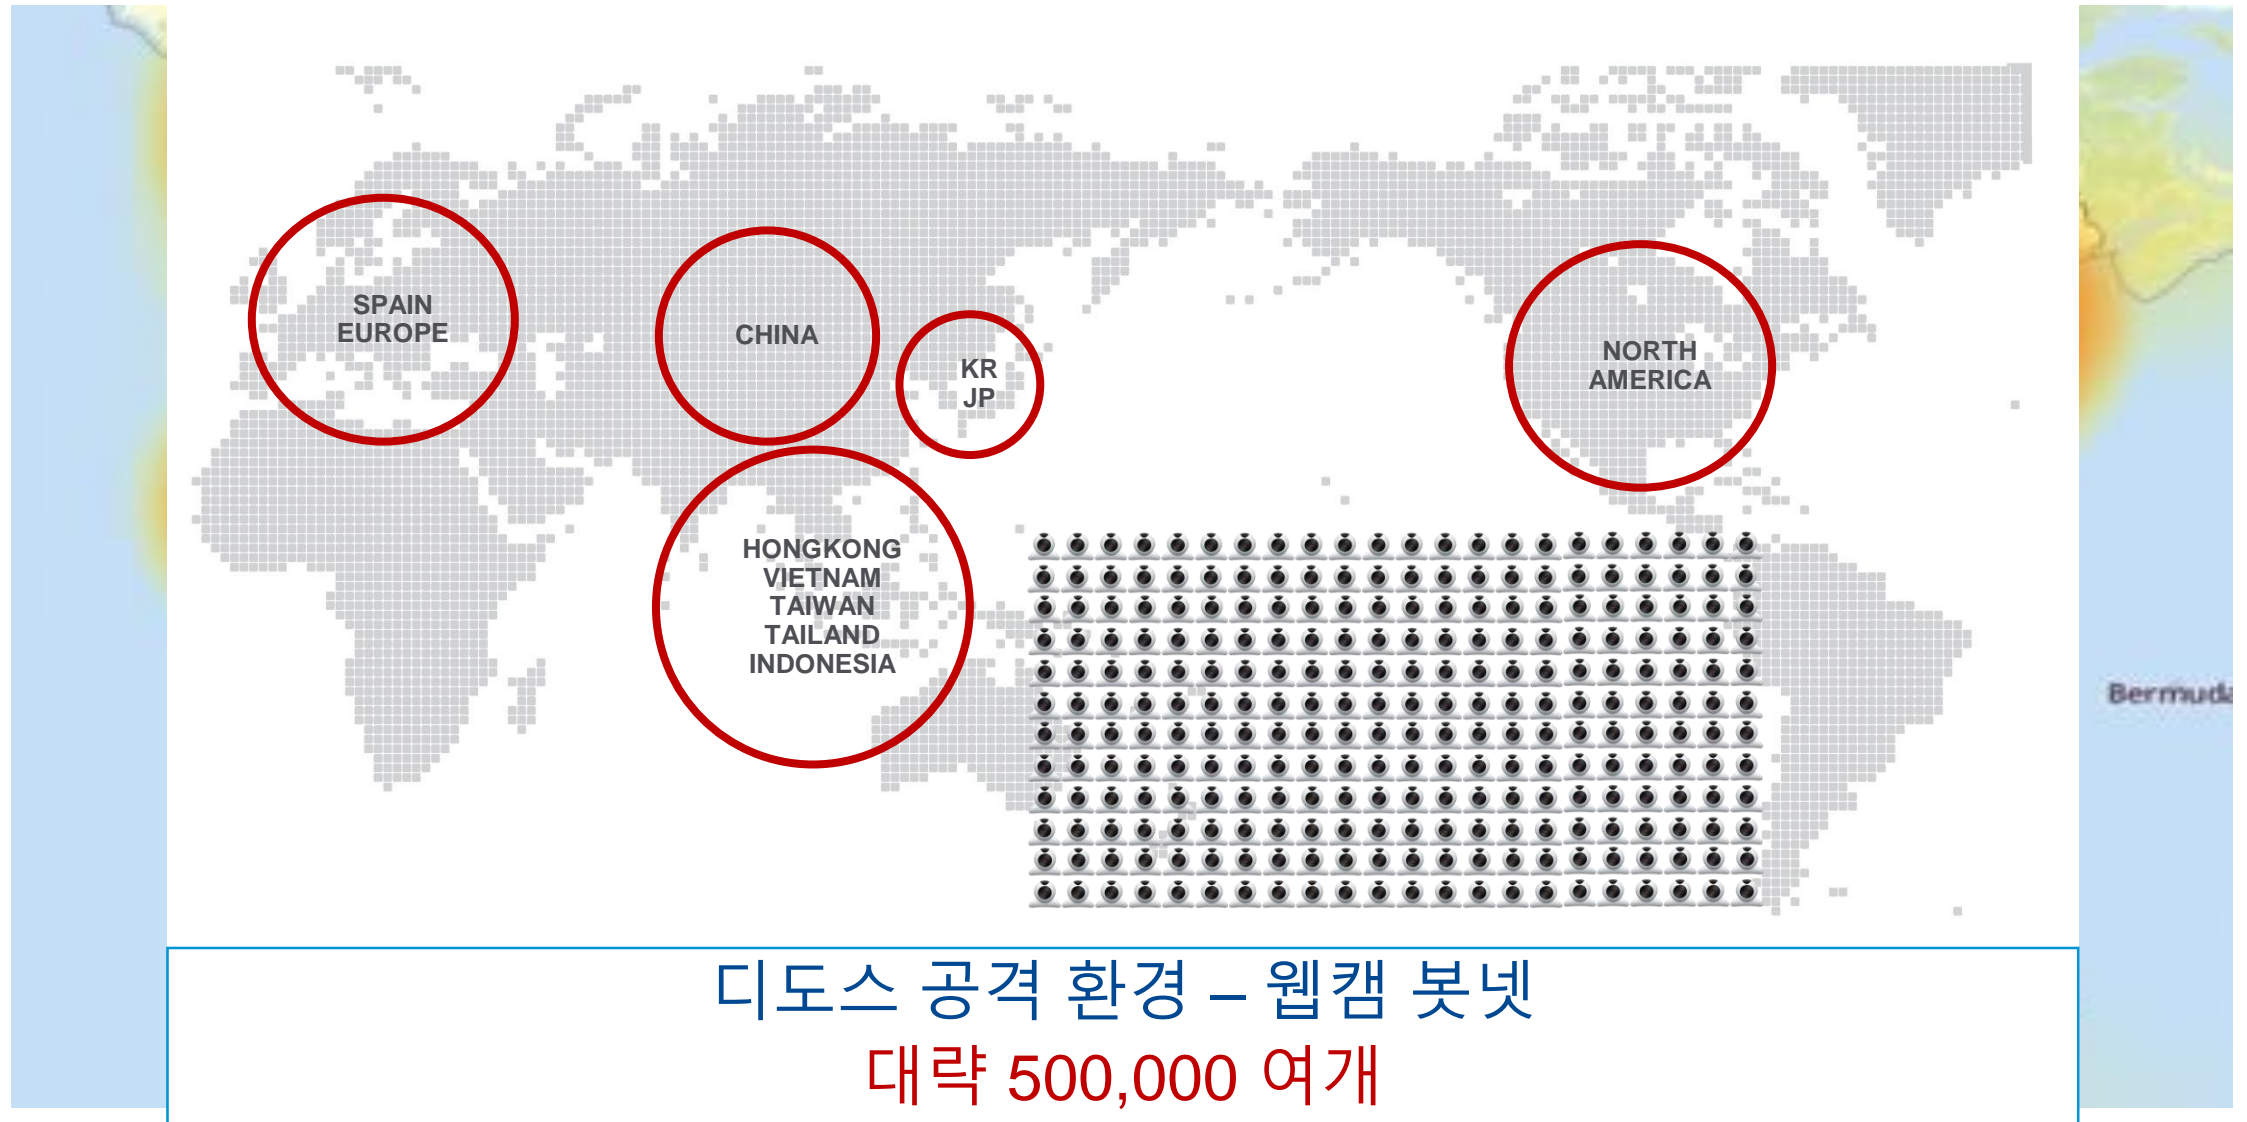 SPAIN
EUROPE
CHINA
KR
JP
NORTH
AMERICA
HONGKONG
VIETNAM
TAIWAN
TAILAND
INDONESIA
Bermuda
디도스 공격 환경 – 웹캠 봇넷
대략 500,000 여개